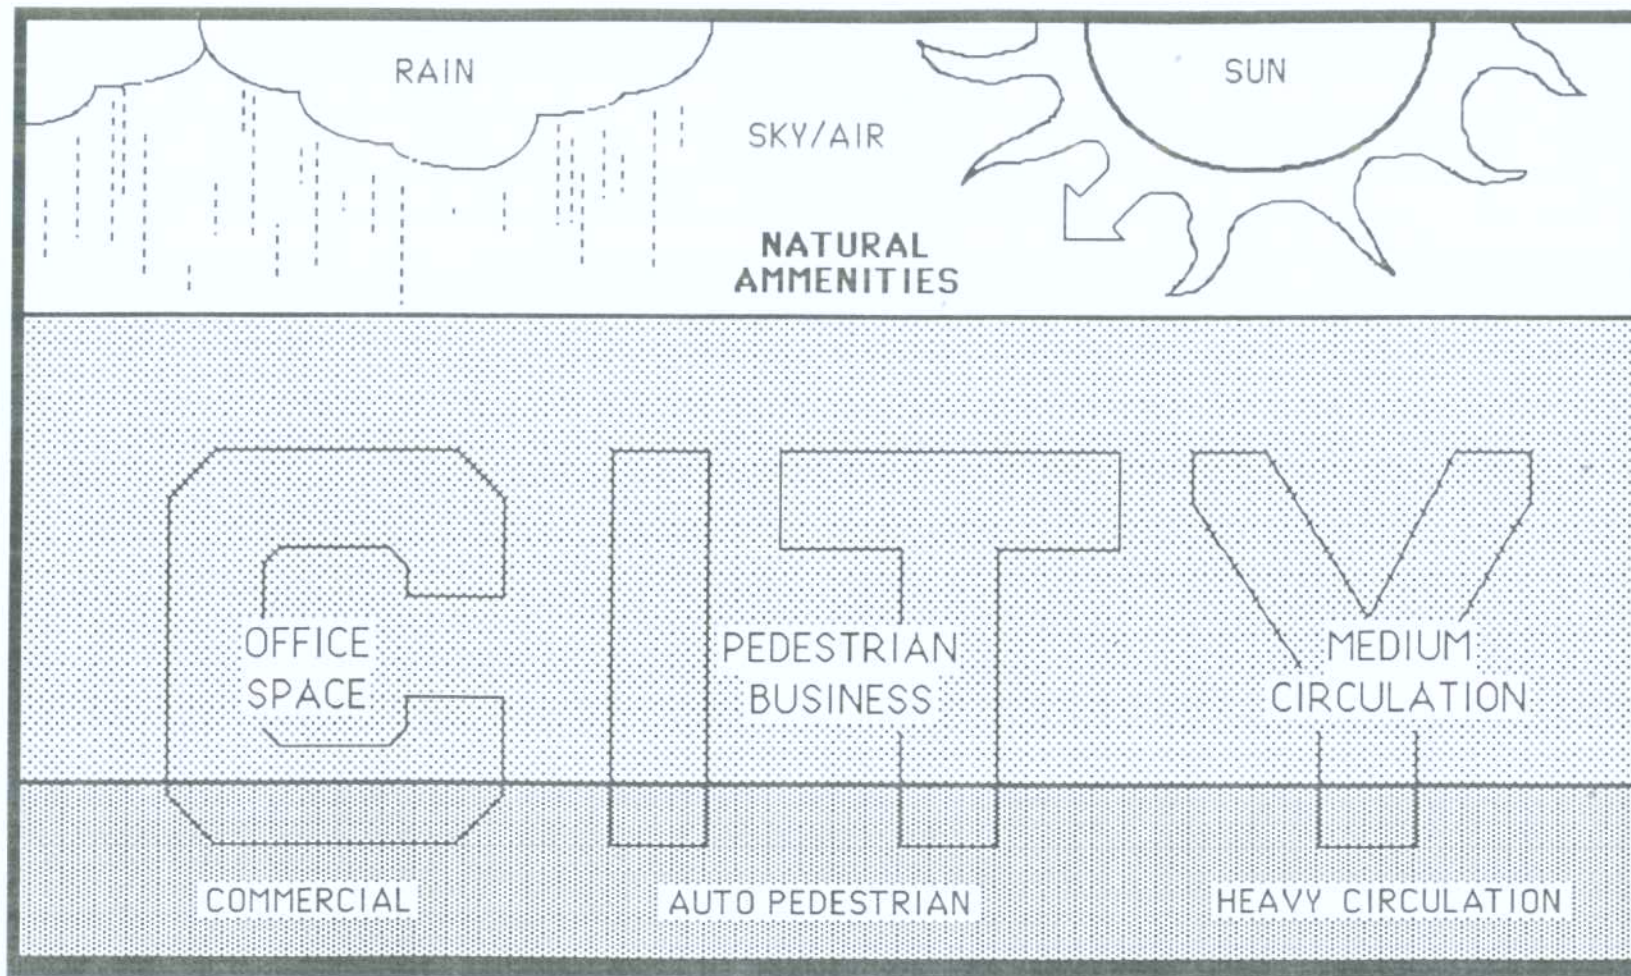 RAIN
SUN
SKY/AIR
NATURAL
AMMENITIES
CITY
OFFICE
SPACE
PEDESTRIAN
BUSINESS
MEDIUM
CIRCULATION
COMMERCIAL
AUTO PEDESTRIAN
HEAVY CIRCULATION